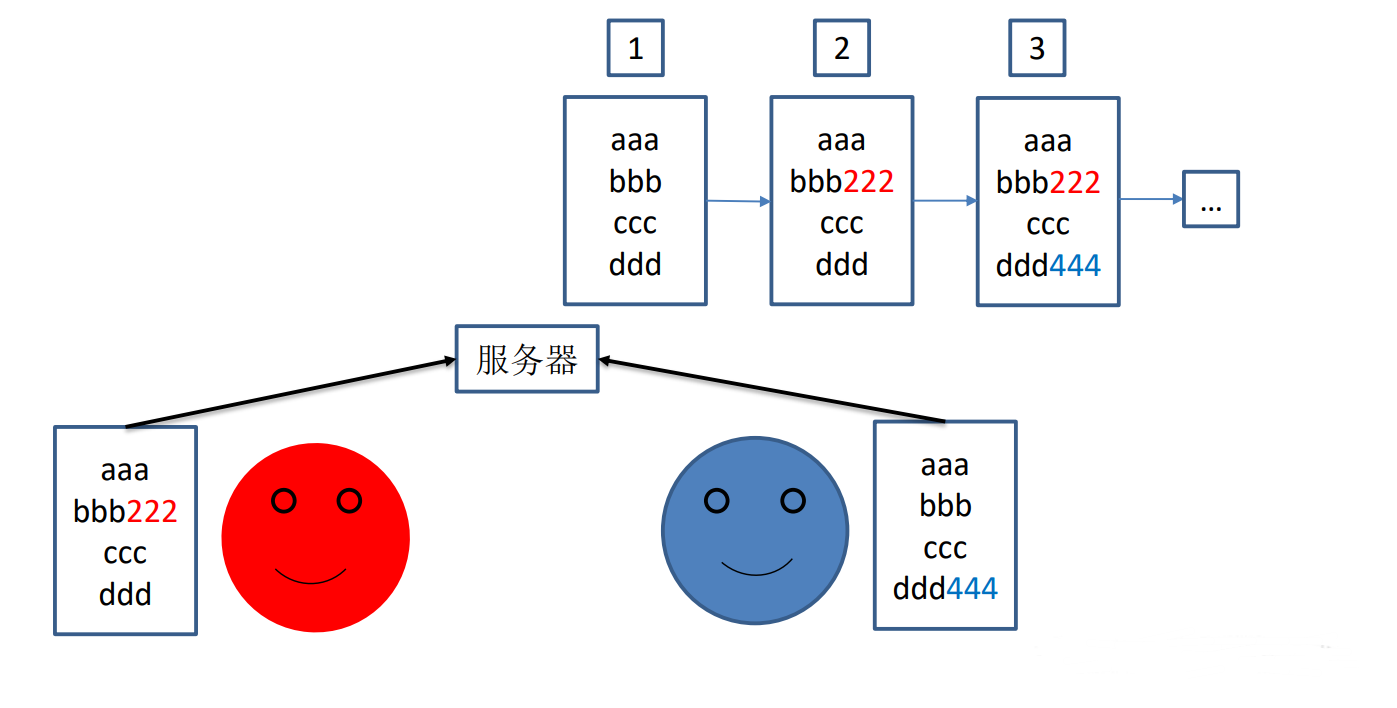 1
2
3
aaa
bbb
ccc
ddd
aaa
bbb222
ccc
ddd
aaa
bbb222
ccc
ddd444
...
服务器
aaa
bbb222
ccc
ddd
aaa
bbb
ccc
ddd444